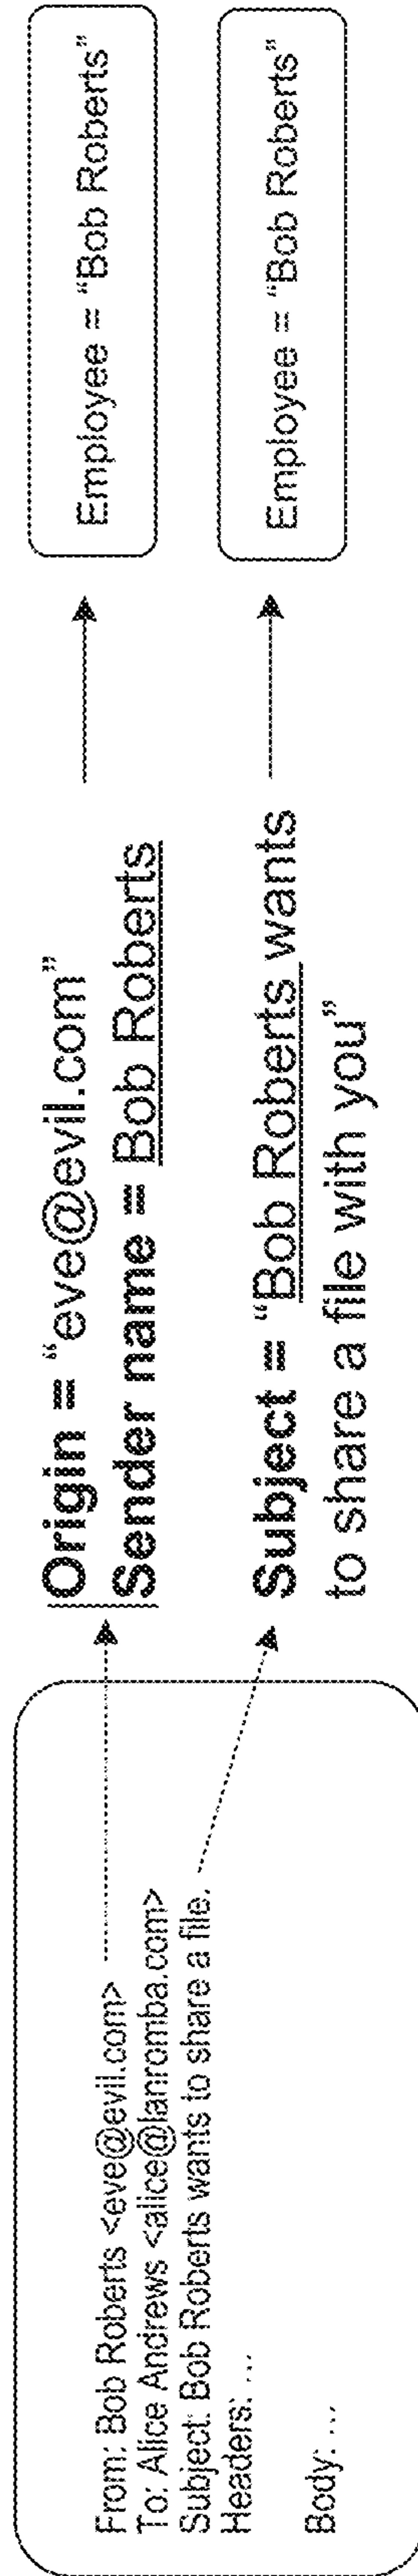 From: Bob Roberts <eve@evil.com>
To: Alice Andrews <alice@lanromba.com>
Subject: Bob Roberts wants to share a file.
Headers: ...
Body: ...
Origin = “eve@evil.com”
Sender name = Bob Roberts
Subject = “Bob Roberts wants
to share a file with you”
Employee = “Bob Roberts”
Employee = “Bob Roberts”